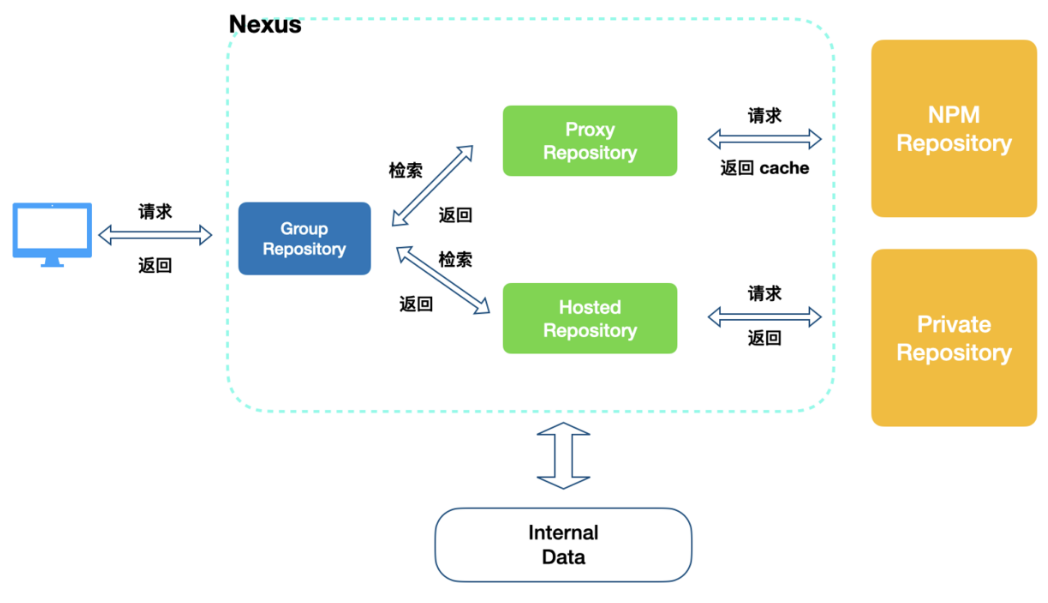 Nexus
请求
返回
Group
Repository
检索
返回
检索
返回
Proxy
Repository
Hosted
Repository
请求
返回 cache
请求
返回
NPM
Repository
Private
Repository
Internal
Data